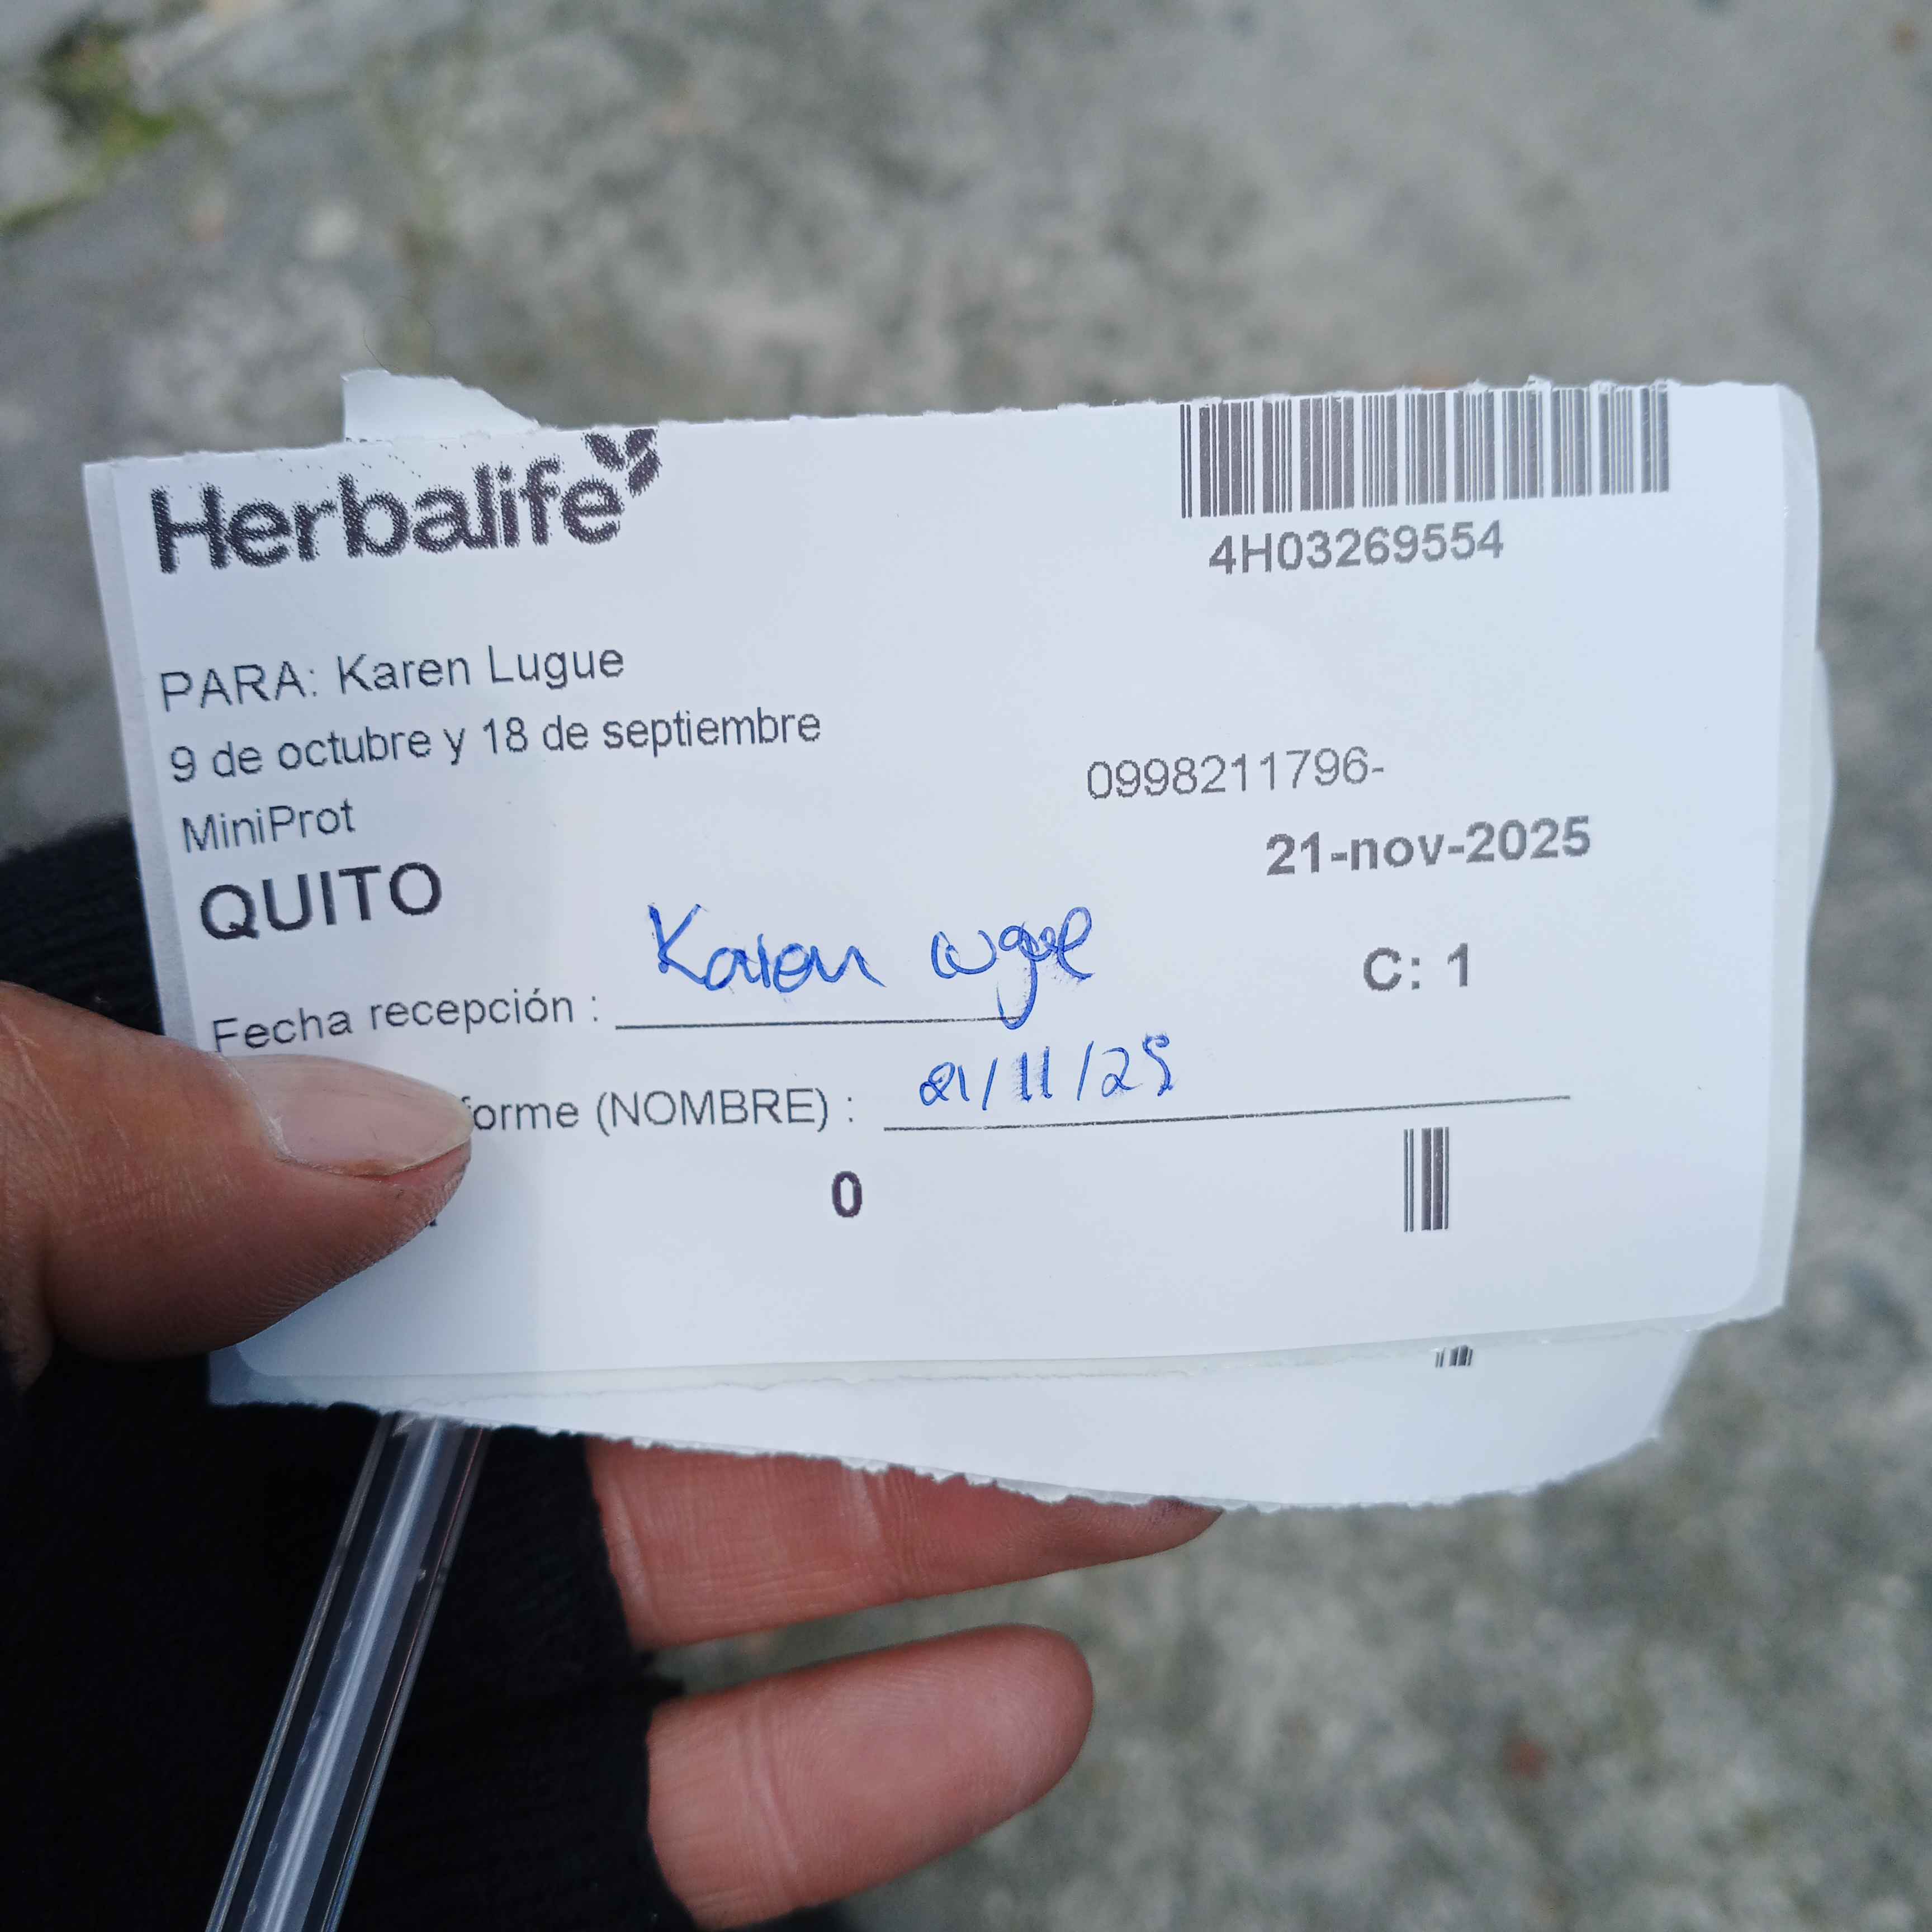 Herbalife
4H03269554
PARA: Karen Lugue
9 de octubre y 18 de septiembre
0998211796-
MiniProt
21-nov-2025
QUITO
C: 1
Fecha recepción : Karen Lugue
forme (NOMBRE) : 21/11/25
0